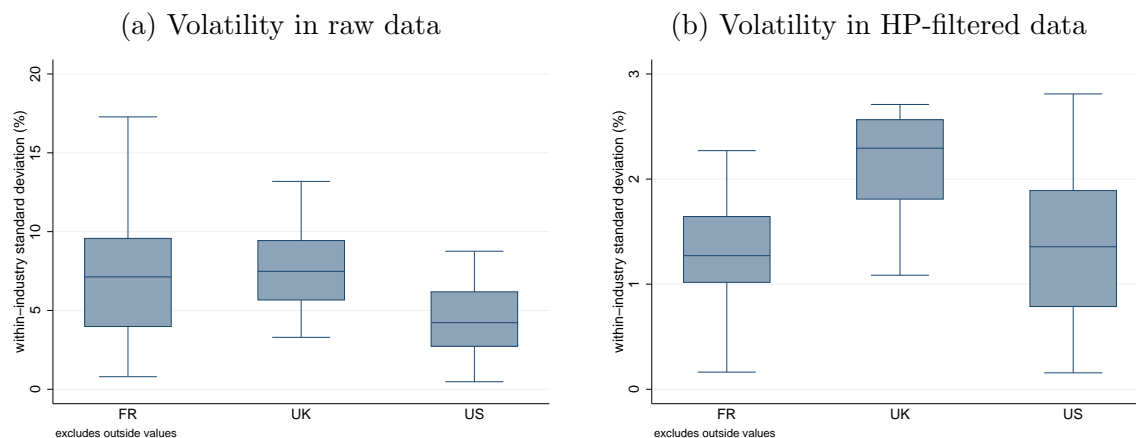 (a) Volatility in raw data
within−industry standard deviation (%)
20
15
10
5
0
FR UK US
excludes outside values
(b) Volatility in HP-filtered data
within−industry standard deviation (%)
3
2
1
0
FR UK US
excludes outside values